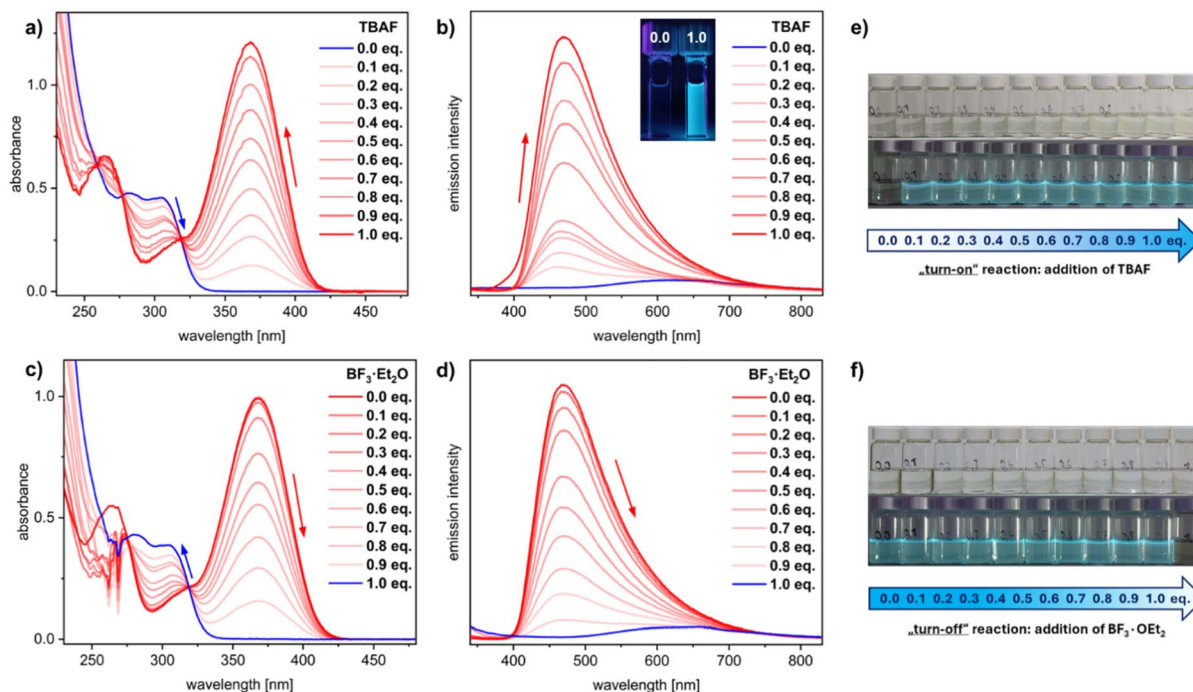 a)
TBAF
0.0 eq.
0.1 eq.
0.2 eq.
0.3 eq.
0.4 eq.
0.5 eq.
0.6 eq.
0.7 eq.
0.8 eq.
0.9 eq.
1.0 eq.
absorbance
1.0
0.5
0.0
250 300 350 400 450
wavelength [nm]
b)
TBAF
0.0 eq.
0.1 eq.
0.2 eq.
0.3 eq.
0.4 eq.
0.5 eq.
0.6 eq.
0.7 eq.
0.8 eq.
0.9 eq.
1.0 eq.
0.0 1.0
emission intensity
400 500 600 700 800
wavelength [nm]
e)
0.0 0.1 0.2 0.3 0.4 0.5 0.6 0.7 0.8 0.9 1.0 eq.
„turn-on“ reaction: addition of TBAF
c)
BF₃·Et₂O
0.0 eq.
0.1 eq.
0.2 eq.
0.3 eq.
0.4 eq.
0.5 eq.
0.6 eq.
0.7 eq.
0.8 eq.
0.9 eq.
1.0 eq.
absorbance
1.0
0.5
0.0
250 300 350 400 450
wavelength [nm]
d)
BF₃·Et₂O
0.0 eq.
0.1 eq.
0.2 eq.
0.3 eq.
0.4 eq.
0.5 eq.
0.6 eq.
0.7 eq.
0.8 eq.
0.9 eq.
1.0 eq.
emission intensity
400 500 600 700 800
wavelength [nm]
f)
0.0 0.1 0.2 0.3 0.4 0.5 0.6 0.7 0.8 0.9 1.0 eq.
„turn-off“ reaction: addition of BF₃·OEt₂